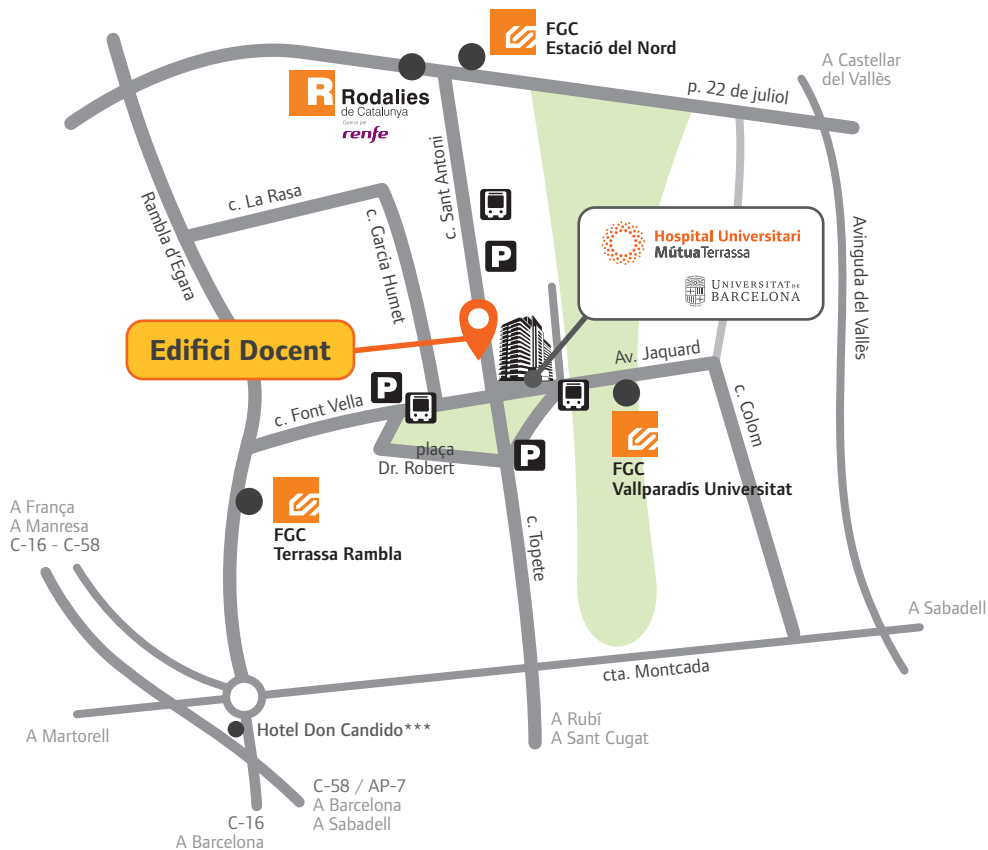 FGC
Estació del Nord
A Castellar
del Vallès
R
Rodalies
de Catalunya
Operat per
renfe
p. 22 de juliol
c. Sant Antoni
c. La Rasa
Rambla d'Egara
c. Garcia Humet
P
Hospital Universitari
MútuaTerrassa
UNIVERSITAT DE
BARCELONA
Avinguda del Vallès
Edifici Docent
Av. Jaquard
P
c. Font Vella
c. Colom
plaça
Dr. Robert
P
FGC
Vallparadís Universitat
A França
A Manresa
C-16 - C-58
FGC
Terrassa Rambla
c. Topete
A Sabadell
cta. Montcada
A Martorell
Hotel Don Candido***
A Rubí
A Sant Cugat
C-58 / AP-7
A Barcelona
A Sabadell
C-16
A Barcelona